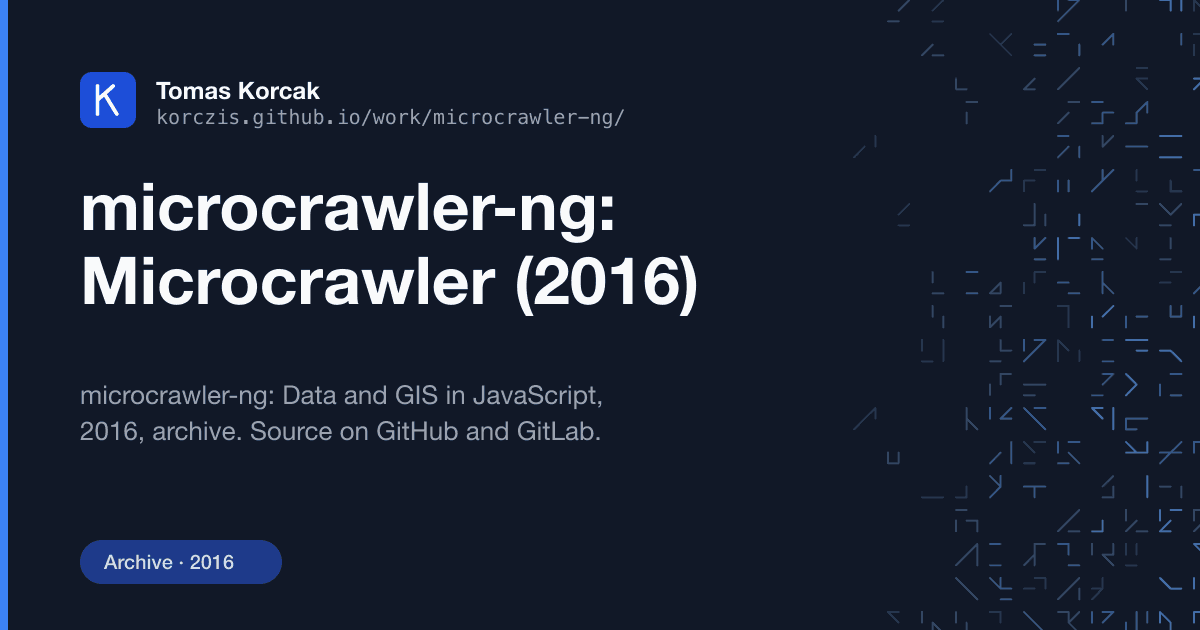 K
Tomas Korcak
korczis.github.io/work/microcrawler-ng/
microcrawler-ng:
Microcrawler (2016)
microcrawler-ng: Data and GIS in JavaScript,
2016, archive. Source on GitHub and GitLab.
Archive · 2016